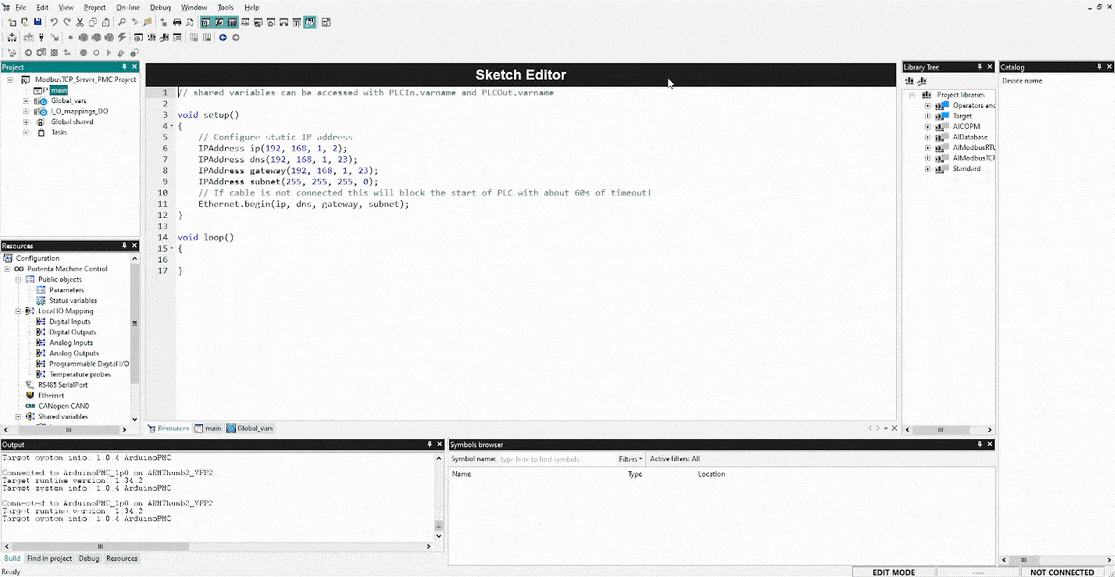 File Edit View Project On-line Debug Window Tools Help
Project
ModbusTCP_Server_PMC Project
main
Global_vars
I_O_mappings_DO
Global shared
Tasks
Resources
Configuration
Portenta Machine Control
Public objects
Parameters
Status variables
Local IO Mapping
Digital Inputs
Digital Outputs
Analog Inputs
Analog Outputs
Programmable Digital I/O
Temperature probes
RS485 SerialPort
Ethernet
CANopen CAN0
Shared variables
Sketch Editor
1 // shared variables can be accessed with PLCIn.varname and PLCOut.varname
2
3 void setup()
4 {
5 // Configure static IP address
6 IPAddress ip(192, 168, 1, 2);
7 IPAddress dns(192, 168, 1, 23);
8 IPAddress gateway(192, 168, 1, 23);
9 IPAddress subnet(255, 255, 255, 0);
10 // If cable is not connected this will block the start of PLC with about 60s of timeout!
11 Ethernet.begin(ip, dns, gateway, subnet);
12 }
13
14 void loop()
15 {
16
17 }
Resources main Global_vars
Library Tree
Project libraries
Operators and
Target
AlCOPM
AlDatabase
AlModbusRTU
AlModbusTCP
Standard
Catalog
Device name
Output
Target system info: 1.0.4 ArduinoPMC
Connected to ArduinoPMC_1p0 on ARMThumb2_VFP2
Target runtime version: 1.34.2
Target system info: 1.0.4 ArduinoPMC
Connected to ArduinoPMC_1p0 on ARMThumb2_VFP2
Target runtime version: 1.34.2
Target system info: 1.0.4 ArduinoPMC
Build Find in project Debug Resources
Symbols browser
Symbol name: type here to find symbols Filters Active filters: All
Name Type Location
Ready
EDIT MODE ---- NOT CONNECTED